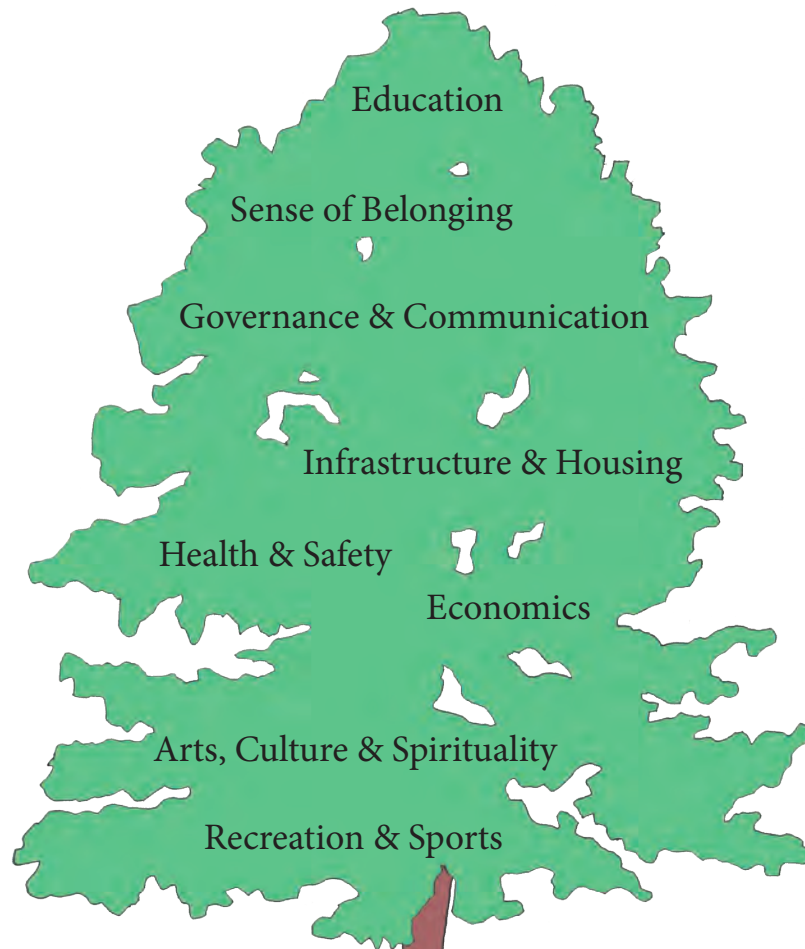 Education
Sense of Belonging
Governance & Communication
Infrastructure & Housing
Health & Safety
Economics
Arts, Culture & Spirituality
Recreation & Sports